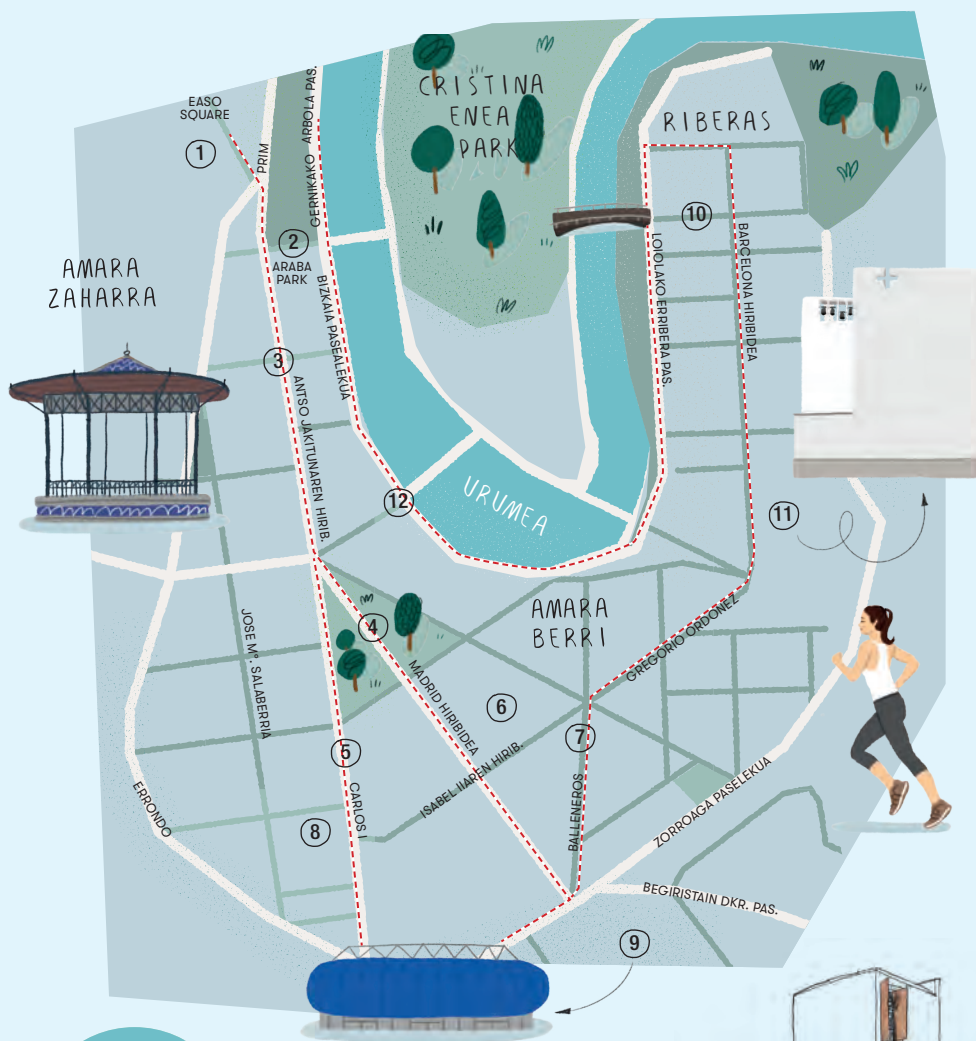 EASO
SQUARE
1
PRIM
GERNIKAKO ARBOLA PAS.
CRISTINA
ENEA
PARK
RIBERAS
2
ARABA
PARK
10
AMARA
ZAHARRA
BIZKAIA PASEALEKUA
LOIOLAKO ERRIBERA PAS.
BARCELONA HIRIBIDEA
3
ANTSO JAKITUNAREN HIRIB.
12
URUMEA
11
AMARA
BERRI
4
JOSE Mª. SALABERRIA
MADRID HIRIBIDEA
GREGORIO ORDOÑEZ
6
5
7
ISABEL IIAREN HIRIB.
CARLOS I
BALLENEROS
ZORROAGA PASELEKUA
ERRONDO
8
BEGIRISTAIN DKR. PAS.
9